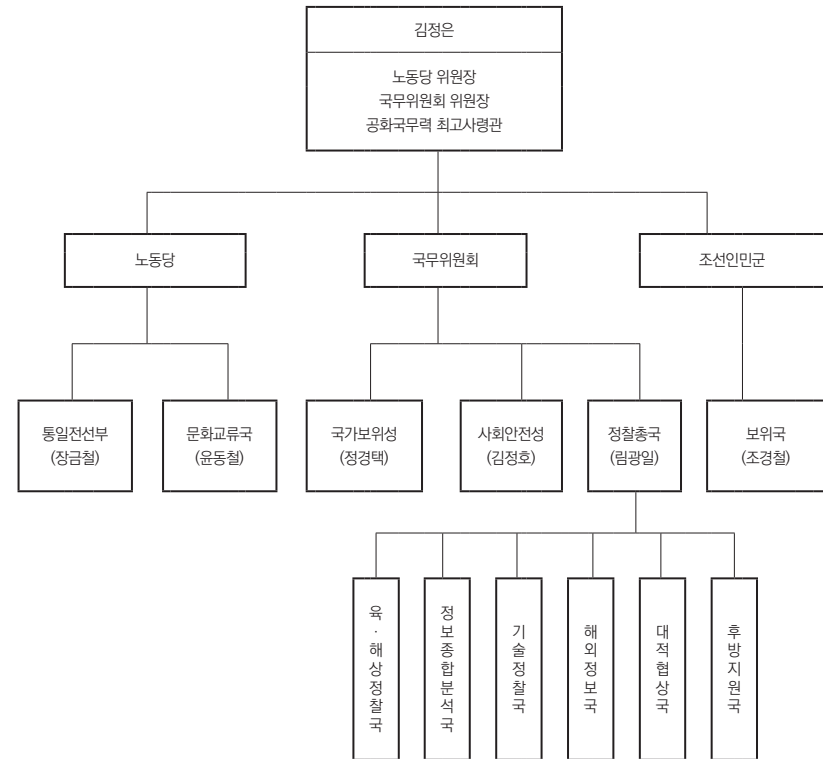 김정은
노동당 위원장
국무위원회 위원장
공화국무력 최고사령관
노동당
국무위원회
조선인민군
통일전선부
(장금철)
문화교류국
(윤동철)
국가보위성
(정경택)
사회안전성
(김정호)
정찰총국
(림광일)
보위국
(조경철)
육·해상정찰국
정보종합분석국
기술정찰국
해외정보국
대적협상국
후방지원국